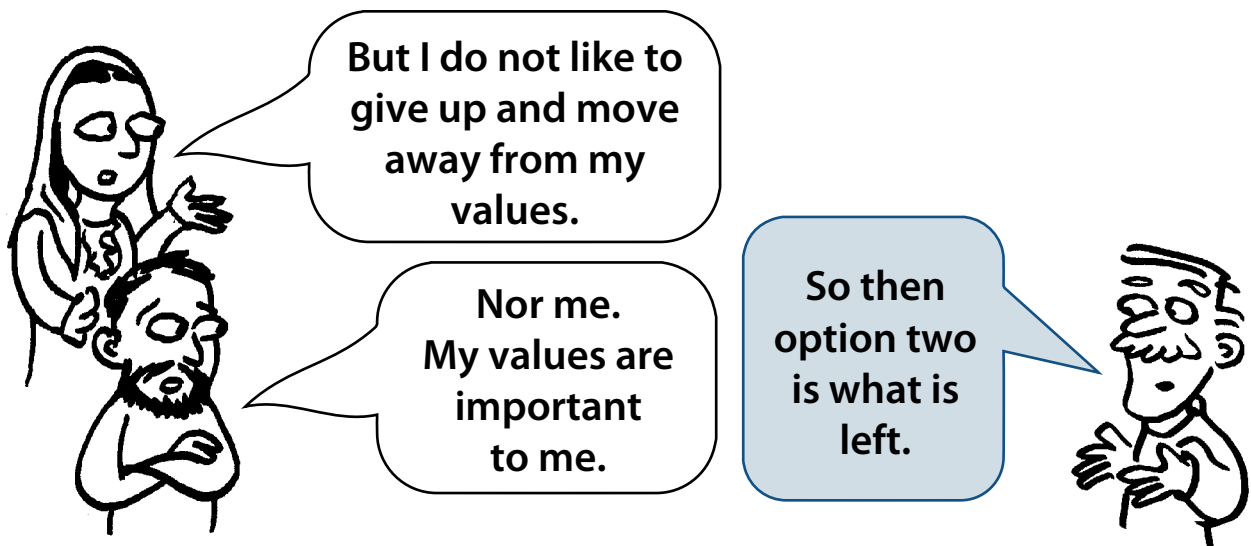 But I do not like to
give up and move
away from my
values.
Nor me.
My values are
important
to me.
So then
option two
is what is
left.